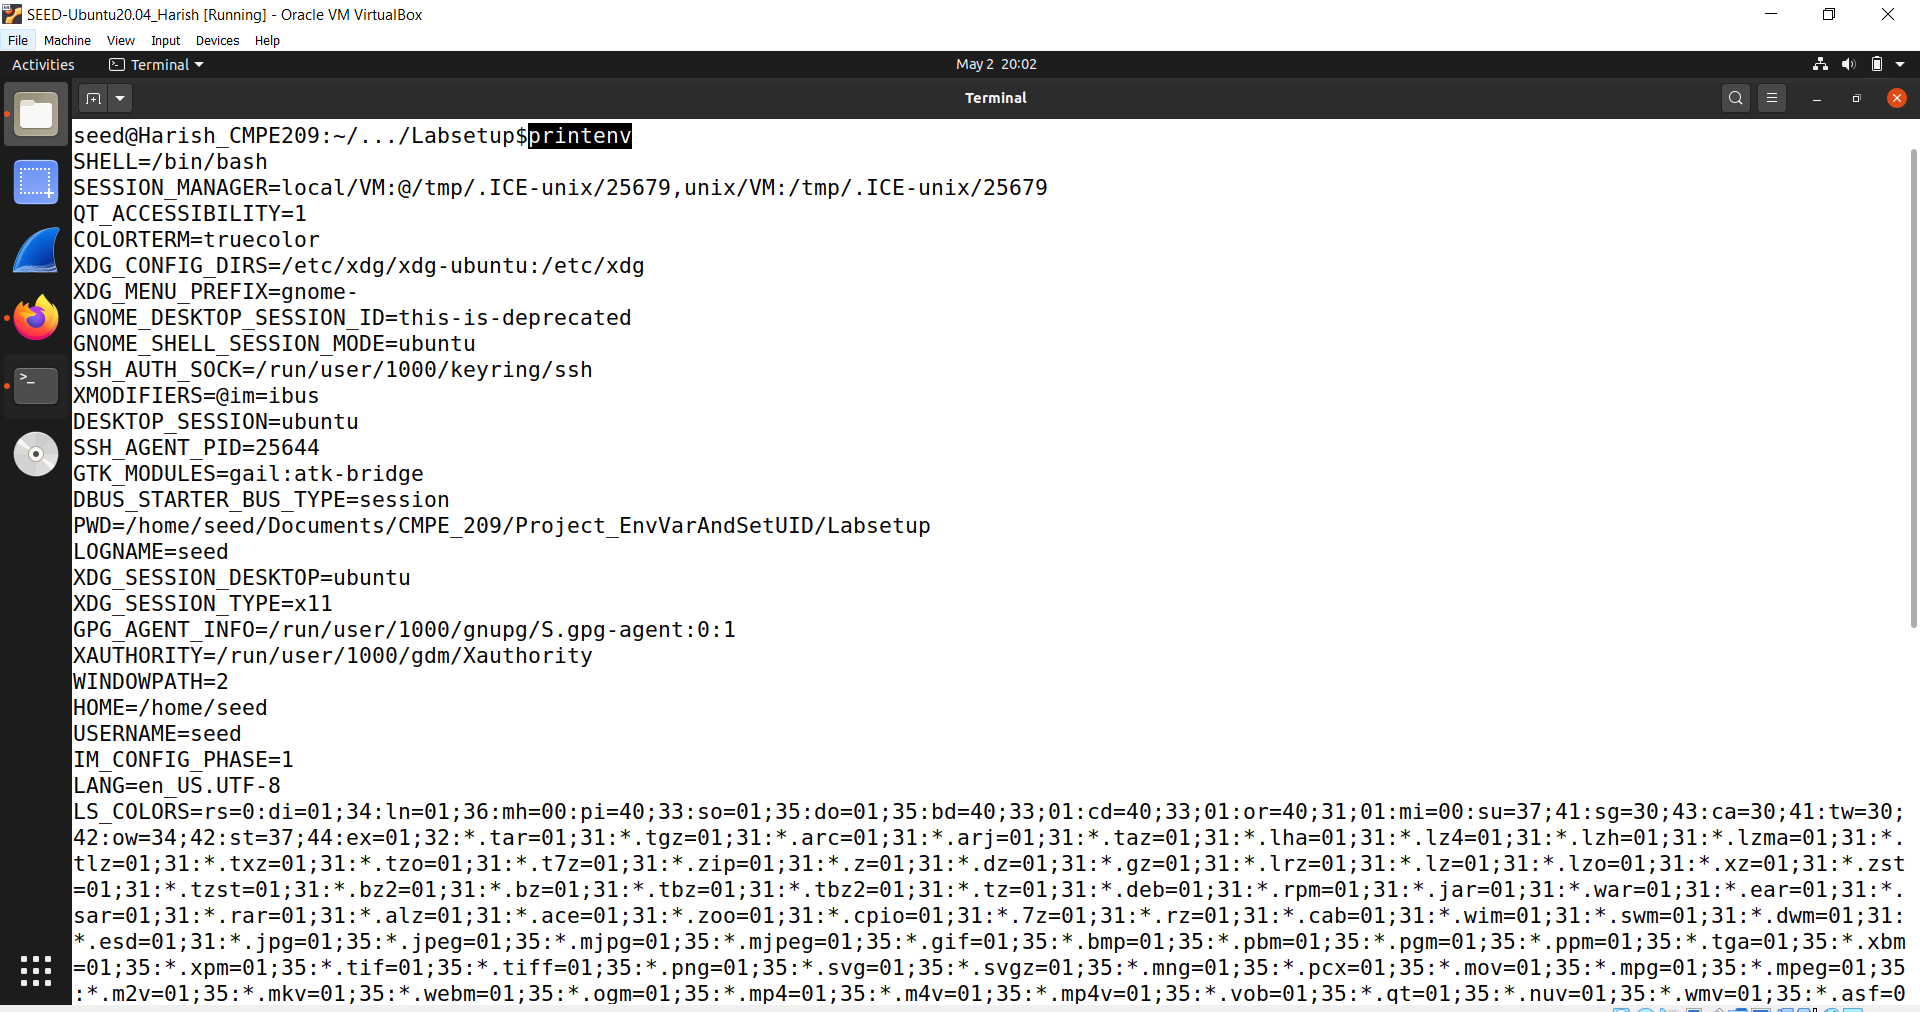 SEED-Ubuntu20.04_Harish [Running] - Oracle VM VirtualBox
File Machine View Input Devices Help
Activities Terminal May 2 20:02
Terminal
seed@Harish_CMPE209:~/.../Labsetup$printenv
SHELL=/bin/bash
SESSION_MANAGER=local/VM:@/tmp/.ICE-unix/25679,unix/VM:/tmp/.ICE-unix/25679
QT_ACCESSIBILITY=1
COLORTERM=truecolor
XDG_CONFIG_DIRS=/etc/xdg/xdg-ubuntu:/etc/xdg
XDG_MENU_PREFIX=gnome-
GNOME_DESKTOP_SESSION_ID=this-is-deprecated
GNOME_SHELL_SESSION_MODE=ubuntu
SSH_AUTH_SOCK=/run/user/1000/keyring/ssh
XMODIFIERS=@im=ibus
DESKTOP_SESSION=ubuntu
SSH_AGENT_PID=25644
GTK_MODULES=gail:atk-bridge
DBUS_STARTER_BUS_TYPE=session
PWD=/home/seed/Documents/CMPE_209/Project_EnvVarAndSetUID/Labsetup
LOGNAME=seed
XDG_SESSION_DESKTOP=ubuntu
XDG_SESSION_TYPE=x11
GPG_AGENT_INFO=/run/user/1000/gnupg/S.gpg-agent:0:1
XAUTHORITY=/run/user/1000/gdm/Xauthority
WINDOWPATH=2
HOME=/home/seed
USERNAME=seed
IM_CONFIG_PHASE=1
LANG=en_US.UTF-8
LS_COLORS=rs=0:di=01;34:ln=01;36:mh=00:pi=40;33:so=01;35:do=01;35:bd=40;33;01:cd=40;33;01:or=40;31;01:mi=00:su=37;41:sg=30;43:ca=30;41:tw=30;
42:ow=34;42:st=37;44:ex=01;32:*.tar=01;31:*.tgz=01;31:*.arc=01;31:*.arj=01;31:*.taz=01;31:*.lha=01;31:*.lz4=01;31:*.lzh=01;31:*.lzma=01;31:*.
tlz=01;31:*.txz=01;31:*.tzo=01;31:*.t7z=01;31:*.zip=01;31:*.z=01;31:*.dz=01;31:*.gz=01;31:*.lrz=01;31:*.lz=01;31:*.lzo=01;31:*.xz=01;31:*.zst
=01;31:*.tzst=01;31:*.bz2=01;31:*.bz=01;31:*.tbz=01;31:*.tbz2=01;31:*.tz=01;31:*.deb=01;31:*.rpm=01;31:*.jar=01;31:*.war=01;31:*.ear=01;31:*.
sar=01;31:*.rar=01;31:*.alz=01;31:*.ace=01;31:*.zoo=01;31:*.cpio=01;31:*.7z=01;31:*.rz=01;31:*.cab=01;31:*.wim=01;31:*.swm=01;31:*.dwm=01;31:
*.esd=01;31:*.jpg=01;35:*.jpeg=01;35:*.mjpg=01;35:*.mjpeg=01;35:*.gif=01;35:*.bmp=01;35:*.pbm=01;35:*.pgm=01;35:*.ppm=01;35:*.tga=01;35:*.xbm
=01;35:*.xpm=01;35:*.tif=01;35:*.tiff=01;35:*.png=01;35:*.svg=01;35:*.svgz=01;35:*.mng=01;35:*.pcx=01;35:*.mov=01;35:*.mpg=01;35:*.mpeg=01;35
:*.m2v=01;35:*.mkv=01;35:*.webm=01;35:*.ogm=01;35:*.mp4=01;35:*.m4v=01;35:*.mp4v=01;35:*.vob=01;35:*.qt=01;35:*.nuv=01;35:*.wmv=01;35:*.asf=0